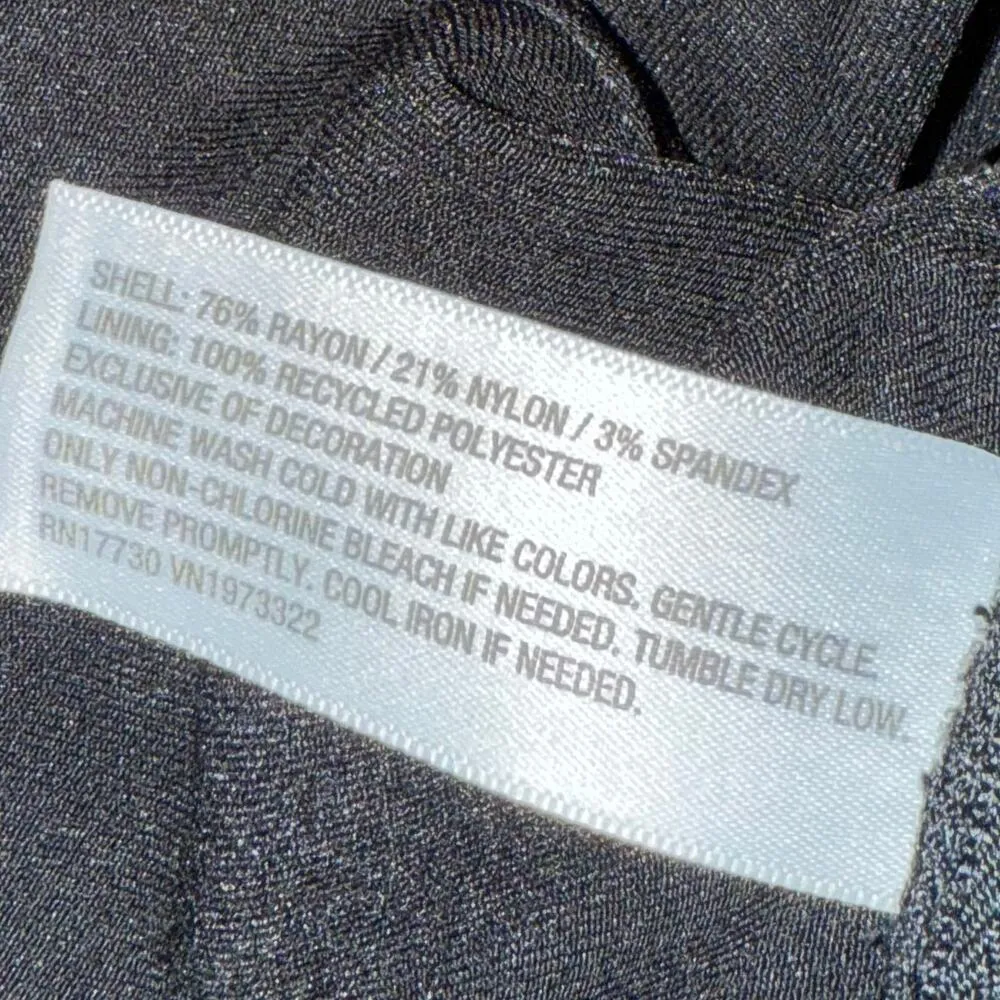 SHELL: 76% RAYON / 21% NYLON / 3% SPANDEX
LINING: 100% RECYCLED POLYESTER
EXCLUSIVE OF DECORATION
MACHINE WASH COLD WITH LIKE COLORS. GENTLE CYCLE.
ONLY NON-CHLORINE BLEACH IF NEEDED. TUMBLE DRY LOW.
REMOVE PROMPTLY. COOL IRON IF NEEDED.
RN17730 VN1973322